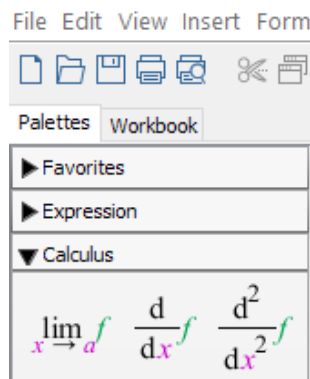 File Edit View Insert Form
Palettes Workbook
▶Favorites
▶Expression
▼Calculus
lim x→a f d/dx f d²/dx² f